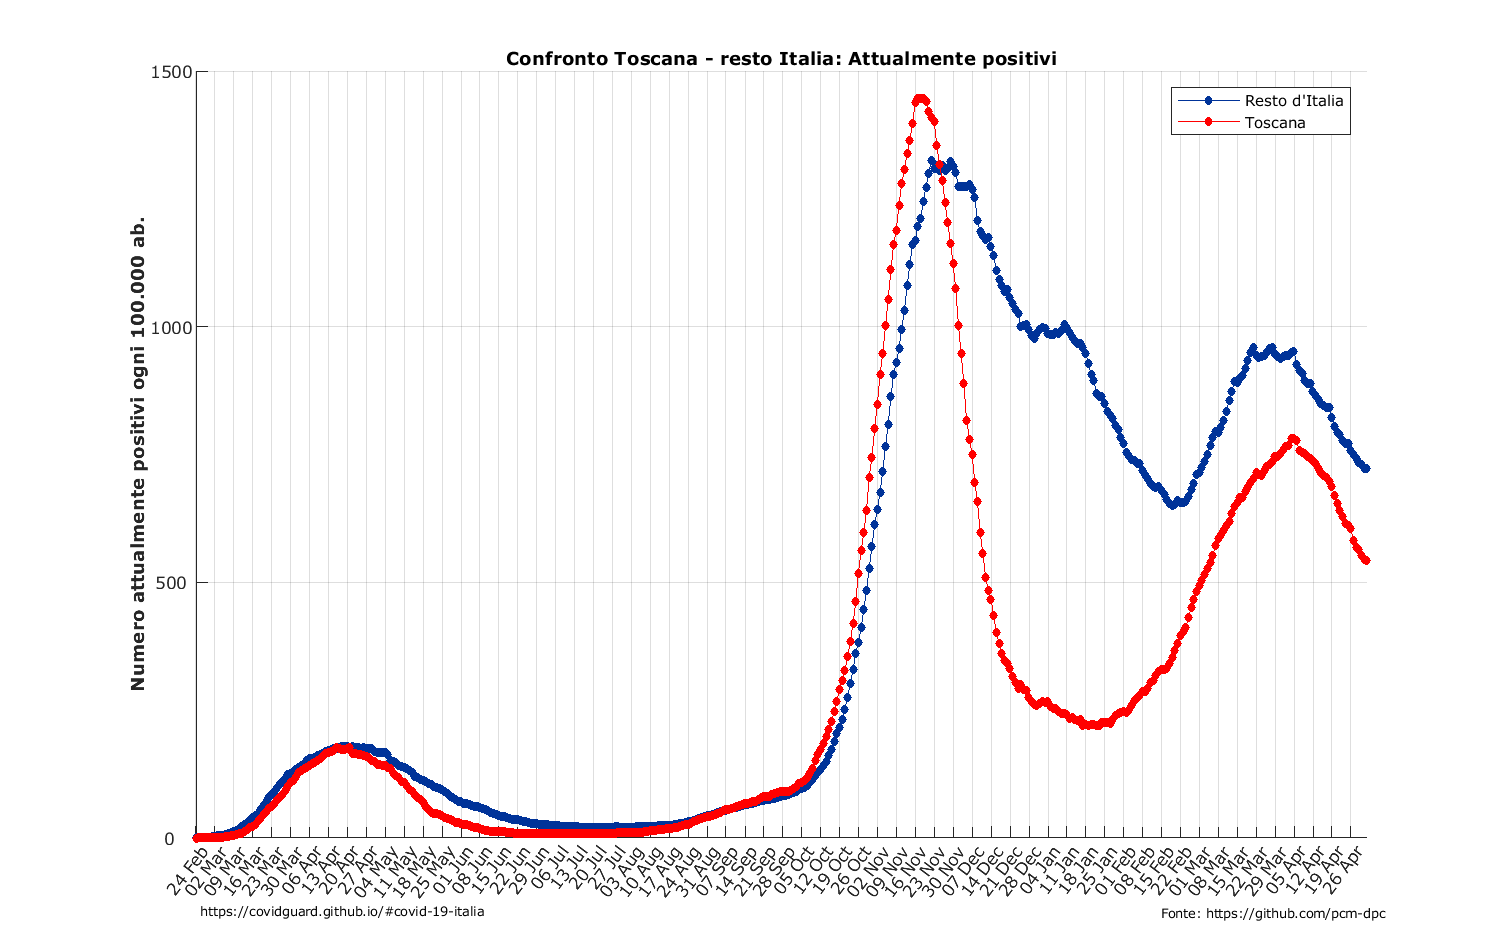 Confronto Toscana - resto Italia: Attualmente positivi
Numero attualmente positivi ogni 100.000 ab.
1500
1000
500
0
Resto d'Italia
Toscana
24 Feb
02 Mar
09 Mar
16 Mar
23 Mar
30 Mar
06 Apr
13 Apr
20 Apr
27 Apr
04 May
11 May
18 May
25 May
01 Jun
08 Jun
15 Jun
22 Jun
29 Jun
06 Jul
13 Jul
20 Jul
27 Jul
03 Aug
10 Aug
17 Aug
24 Aug
31 Aug
07 Sep
14 Sep
21 Sep
28 Sep
05 Oct
12 Oct
19 Oct
26 Oct
02 Nov
09 Nov
16 Nov
23 Nov
30 Nov
07 Dec
14 Dec
21 Dec
28 Dec
04 Jan
11 Jan
18 Jan
25 Jan
01 Feb
08 Feb
15 Feb
22 Feb
01 Mar
08 Mar
15 Mar
22 Mar
29 Mar
05 Apr
12 Apr
19 Apr
26 Apr
https://covidguard.github.io/#covid-19-italia
Fonte: https://github.com/pcm-dpc